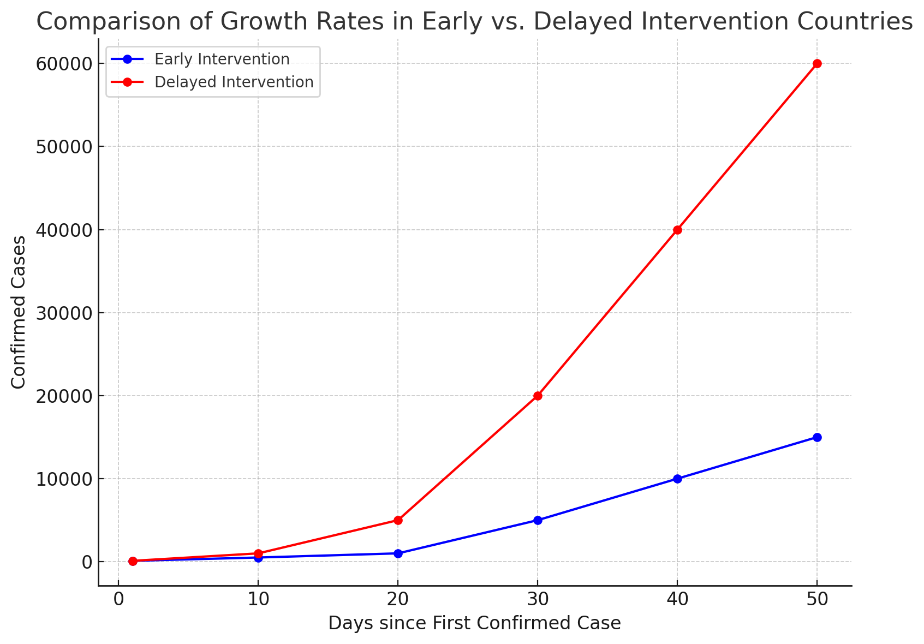 Comparison of Growth Rates in Early vs. Delayed Intervention Countries
Early Intervention
Delayed Intervention
60000
50000
40000
30000
20000
10000
0
Confirmed Cases
0 10 20 30 40 50
Days since First Confirmed Case